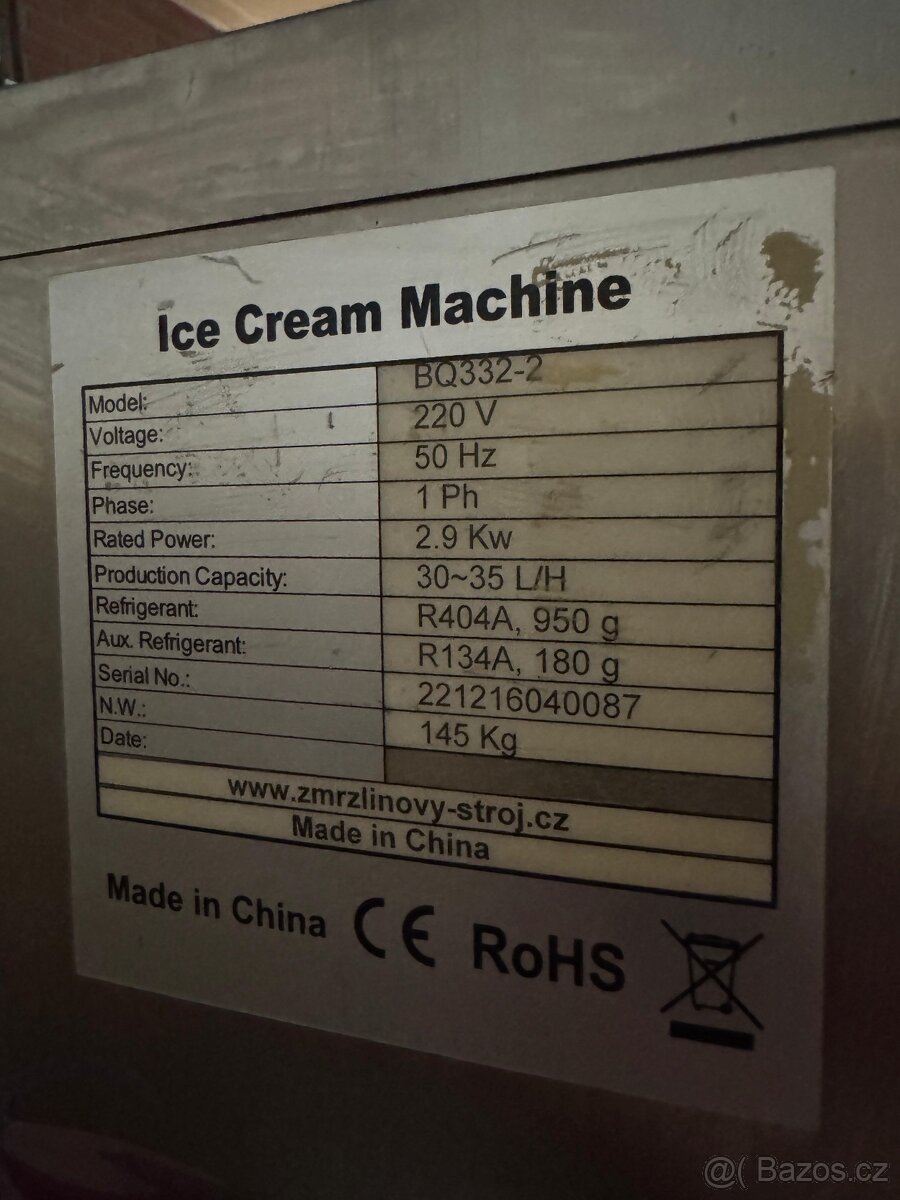 Ice Cream Machine
Model: BQ332-2
Voltage: 220 V
Frequency: 50 Hz
Phase: 1 Ph
Rated Power: 2.9 Kw
Production Capacity: 30~35 L/H
Refrigerant: R404A, 950 g
Aux. Refrigerant: R134A, 180 g
Serial No.: 221216040087
N.W.: 145 Kg
Date:
www.zmrzlinovy-stroj.cz
Made in China
Made in China CE RoHS
@( Bazos.cz